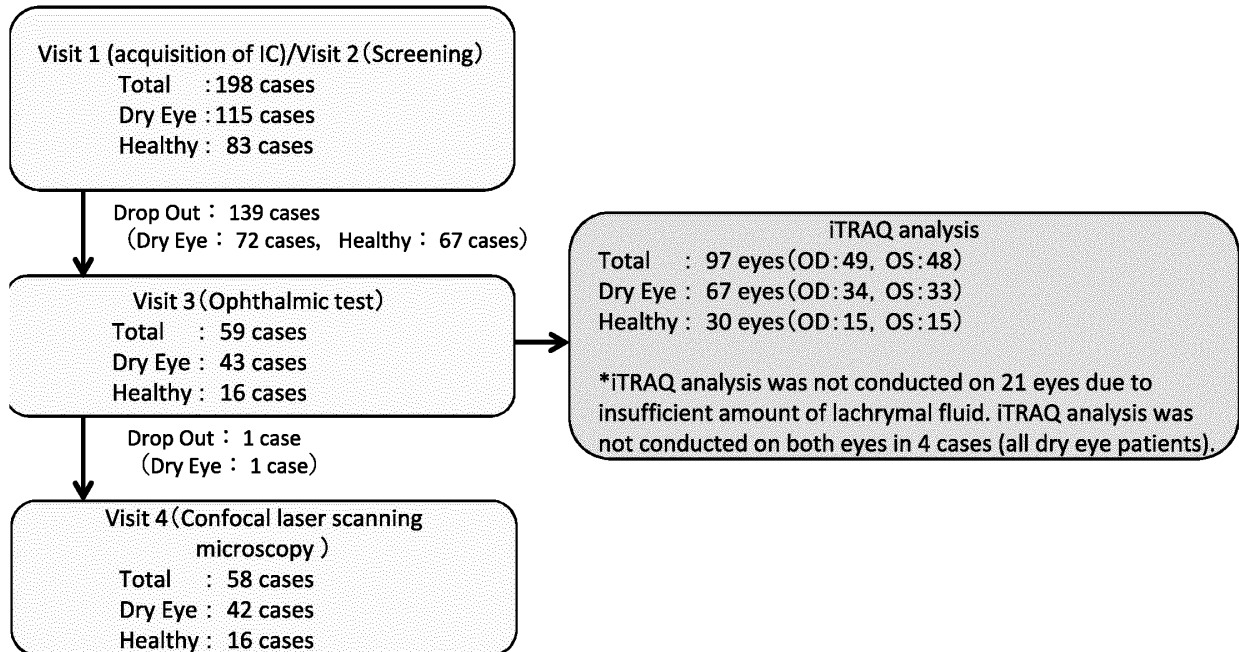 Visit 1 (acquisition of IC)/Visit 2（Screening）
Total : 198 cases
Dry Eye : 115 cases
Healthy : 83 cases
Drop Out： 139 cases
（Dry Eye： 72 cases, Healthy： 67 cases）
Visit 3（Ophthalmic test）
Total : 59 cases
Dry Eye : 43 cases
Healthy : 16 cases
iTRAQ analysis
Total : 97 eyes（OD：49, OS：48）
Dry Eye : 67 eyes（OD：34, OS：33）
Healthy : 30 eyes（OD：15, OS：15）
*iTRAQ analysis was not conducted on 21 eyes due to
insufficient amount of lachrymal fluid. iTRAQ analysis was
not conducted on both eyes in 4 cases (all dry eye patients).
Drop Out： 1 case
（Dry Eye： 1 case）
Visit 4（Confocal laser scanning
microscopy ）
Total : 58 cases
Dry Eye : 42 cases
Healthy : 16 cases